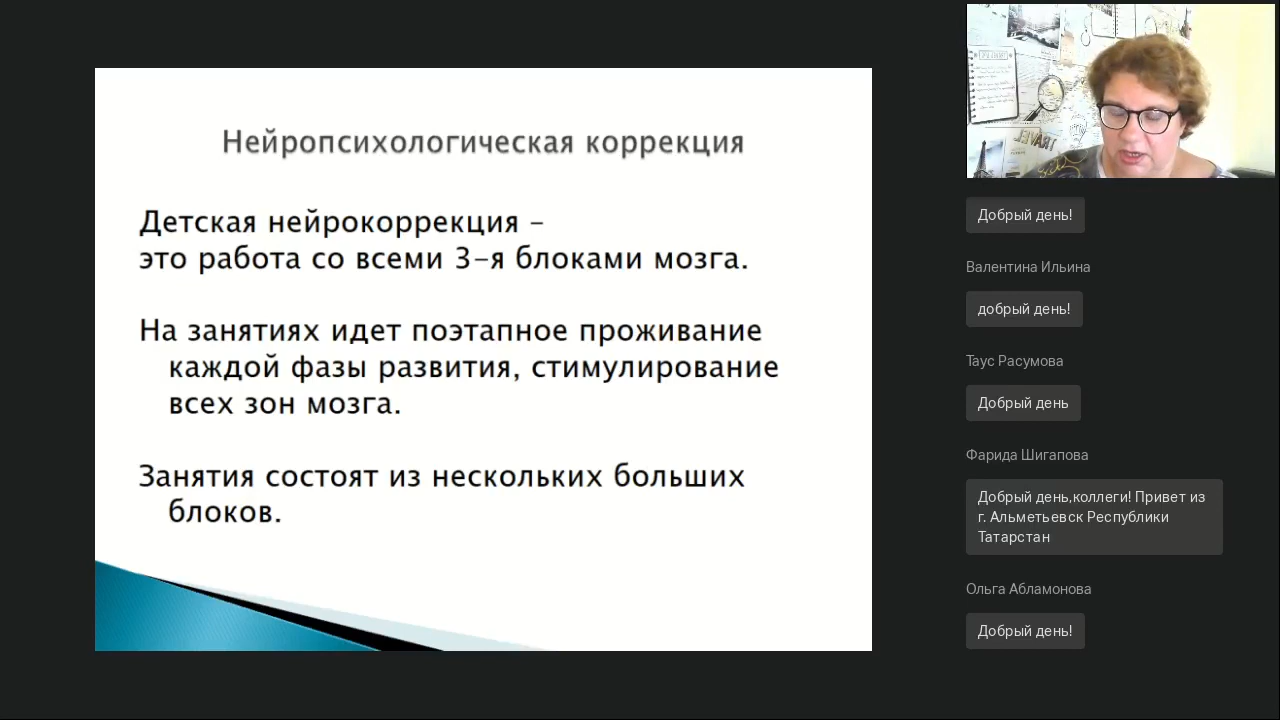 Нейропсихологическая коррекция
Детская нейрокоррекция –
это работа со всеми 3–я блоками мозга.
На занятиях идет поэтапное проживание
каждой фазы развития, стимулирование
всех зон мозга.
Занятия состоят из нескольких больших
блоков.
Добрый день!
Валентина Ильина
добрый день!
Таус Расумова
Добрый день
Фарида Шигапова
Добрый день,коллеги! Привет из
г. Альметьевск Республики
Татарстан
Ольга Абламонова
Добрый день!